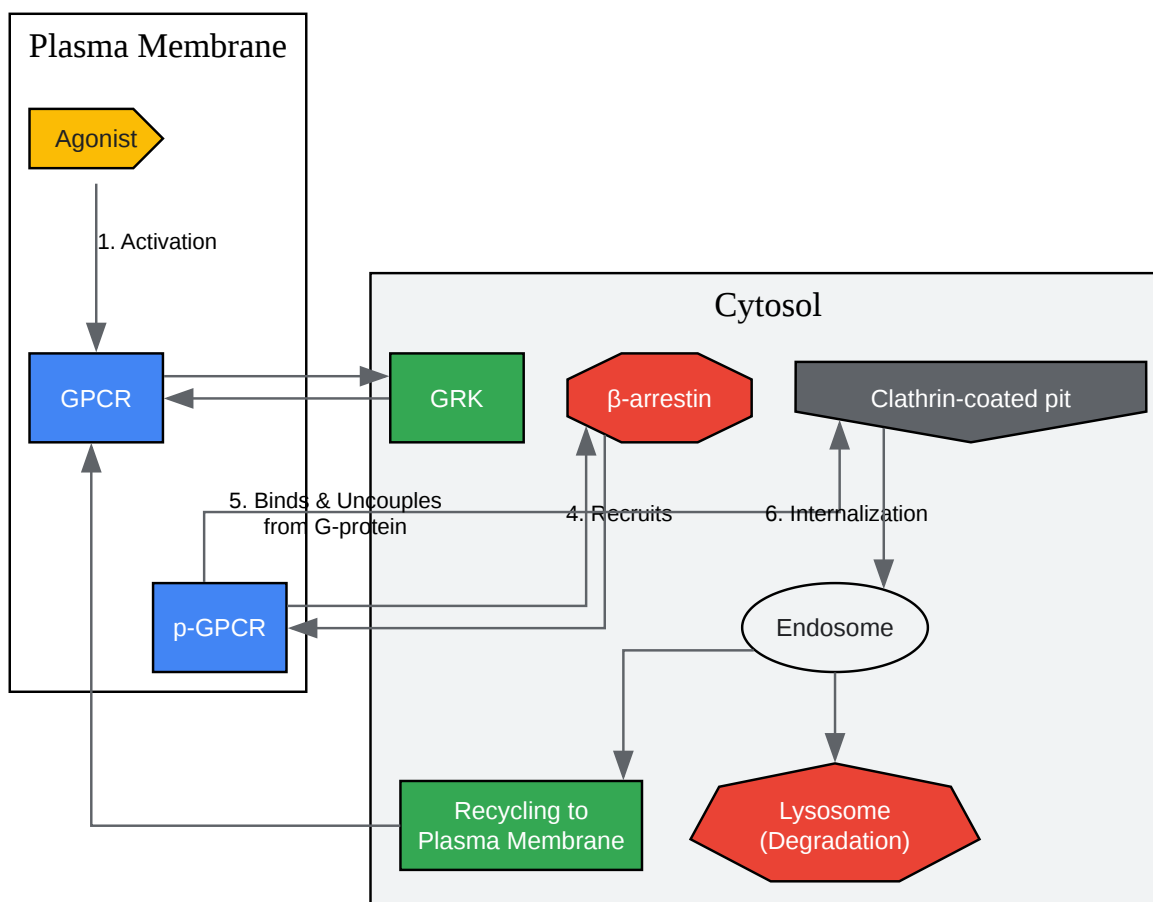 Plasma Membrane
Agonist
1. Activation
Cytosol
GPCR
GRK
β-arrestin
Clathrin-coated pit
5. Binds & Uncouples
from G-protein
4. Recruits
6. Internalization
p-GPCR
Endosome
Recycling to
Plasma Membrane
Lysosome
(Degradation)